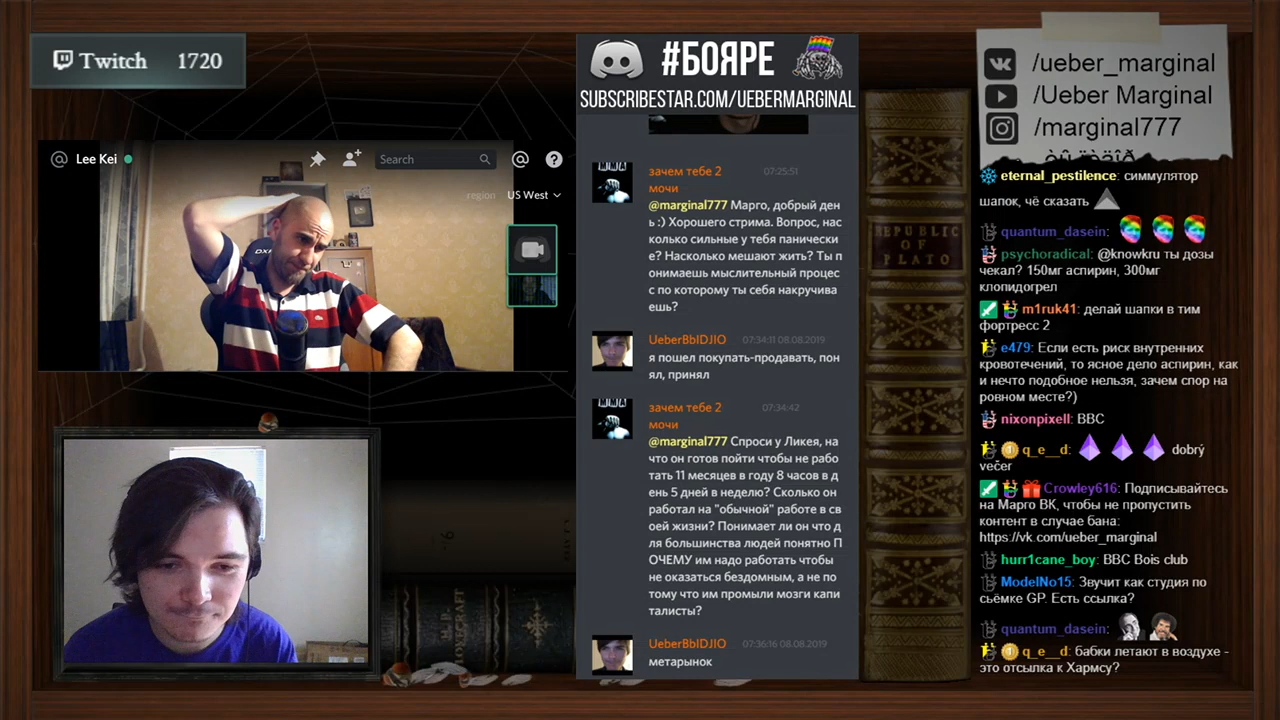 Twitch 1720
@ Lee Kei
Search
@ ?
region US West
DX
#БОЯРЕ
SUBSCRIBESTAR.COM/UEBERMARGINAL
зачем тебе 2 07:25:51
мочи
@marginal777 Марго, добрый ден
ь :) Хорошего стрима. Вопрос, нас
колько сильные у тебя панически
е? Насколько мешают жить? Ты п
онимаешь мыслительный процес
с по которому ты себя накручива
ешь?
UeberBbIDJIO 07:34:11 08.08.2019
я пошел покупать-продавать, пон
ял, принял
зачем тебе 2 07:34:42
мочи
@marginal777 Спроси у Ликея, на
что он готов пойти чтобы не рабо
тать 11 месяцев в году 8 часов в д
ень 5 дней в неделю? Сколько он
работал на "обычной" работе в св
оей жизни? Понимает ли он что д
ля большинства людей понятно П
ОЧЕМУ им надо работать чтобы
не оказаться бездомным, а не по
тому что им промыли мозги капи
талисты?
UeberBbIDJIO 07:36:16 08.08.2019
метарынок
REPUBLIC
OF
PLATO
H.P.
LOVECRAFT
/ueber_marginal
/Ueber Marginal
/marginal777
eternal_pestilence: симмулятор
шапок, чё сказать
quantum_dasein:
psychoradical: @knowkru ты дозы
чекал? 150мг аспирин, 300мг
клопидогрел
m1ruk41: делай шапки в тим
фортресс 2
e479: Если есть риск внутренних
кровотечений, то ясное дело аспирин, как
и нечто подобное нельзя, зачем спор на
ровном месте?)
nixonpixell: BBC
q_e__d: dobrý
večer
Crowley616: Подписывайтесь
на Марго ВК, чтобы не пропустить
контент в случае бана:
https://vk.com/ueber_marginal
hurr1cane_boy: BBC Bois club
ModelNo15: Звучит как студия по
сьёмке GP. Есть ссылка?
quantum_dasein:
q_e__d: бабки летают в воздухе -
это отсылка к Хармсу?